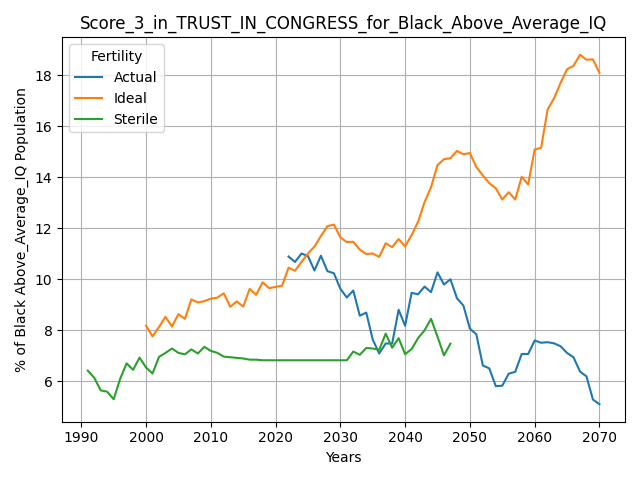 Score_3_in_TRUST_IN_CONGRESS_for_Black_Above_Average_IQ
Fertility
Actual
Ideal
Sterile
% of Black Above_Average_IQ Population
18
16
14
12
10
8
6
1990 2000 2010 2020 2030 2040 2050 2060 2070
Years